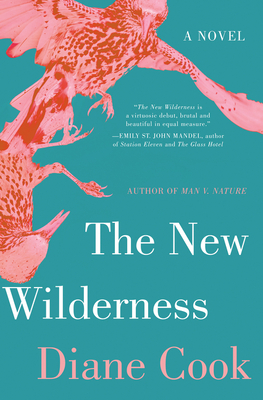 A NOVEL
"The New Wilderness is
a virtuosic debut, brutal and
beautiful in equal measure."
—EMILY ST. JOHN MANDEL, author
of Station Eleven and The Glass Hotel
AUTHOR OF MAN V. NATURE
The New
Wilderness
Diane Cook